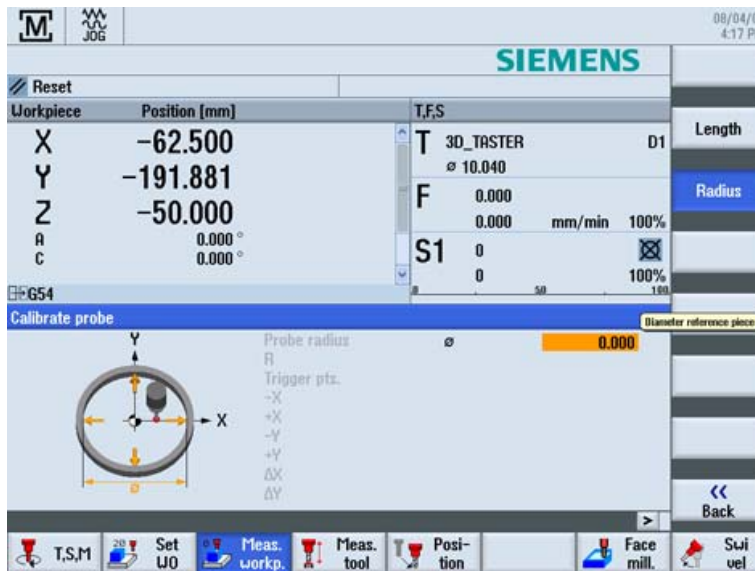 M
JOG
08/04/0
4:17 P
SIEMENS
Reset
Workpiece Position [mm] T,F,S
X -62.500
Y -191.881
Z -50.000
A 0.000 °
C 0.000 °
G54
T 3D_TASTER D1
ø 10.040
F 0.000
0.000 mm/min 100%
S1 0
0 100%
0 50 100
Length
Radius
Calibrate probe
Diameter reference piece
Y
X
ø
Probe radius ø 0.000
R
Trigger pts.
-X
+X
-Y
+Y
ΔX
ΔY
<<
Back
>
T,S,M
Set
WO
Meas.
workp.
Meas.
tool
Posi-
tion
Face
mill.
Swi
vel